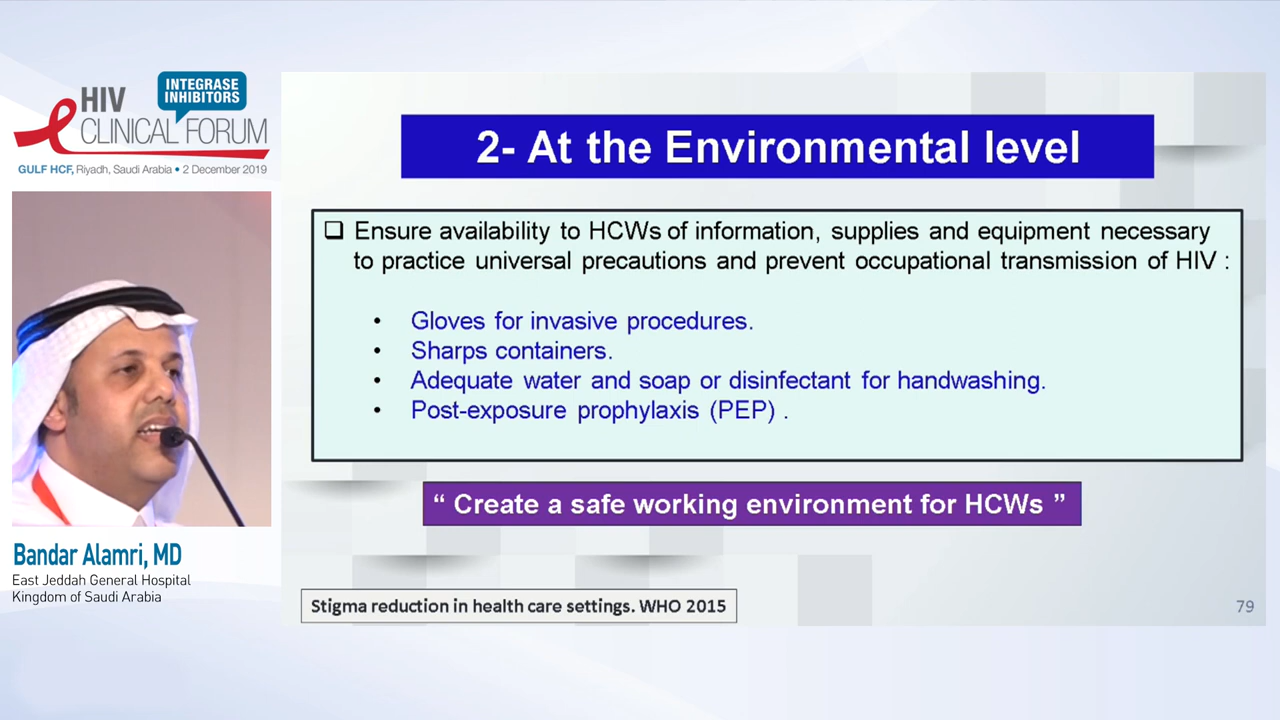 HIV
INTEGRASE
INHIBITORS
CLINICAL FORUM
GULF HCF, Riyadh, Saudi Arabia • 2 December 2019
2- At the Environmental level
❑ Ensure availability to HCWs of information, supplies and equipment necessary
to practice universal precautions and prevent occupational transmission of HIV :
• Gloves for invasive procedures.
• Sharps containers.
• Adequate water and soap or disinfectant for handwashing.
• Post-exposure prophylaxis (PEP) .
“ Create a safe working environment for HCWs ”
Bandar Alamri, MD
East Jeddah General Hospital
Kingdom of Saudi Arabia
Stigma reduction in health care settings. WHO 2015
79